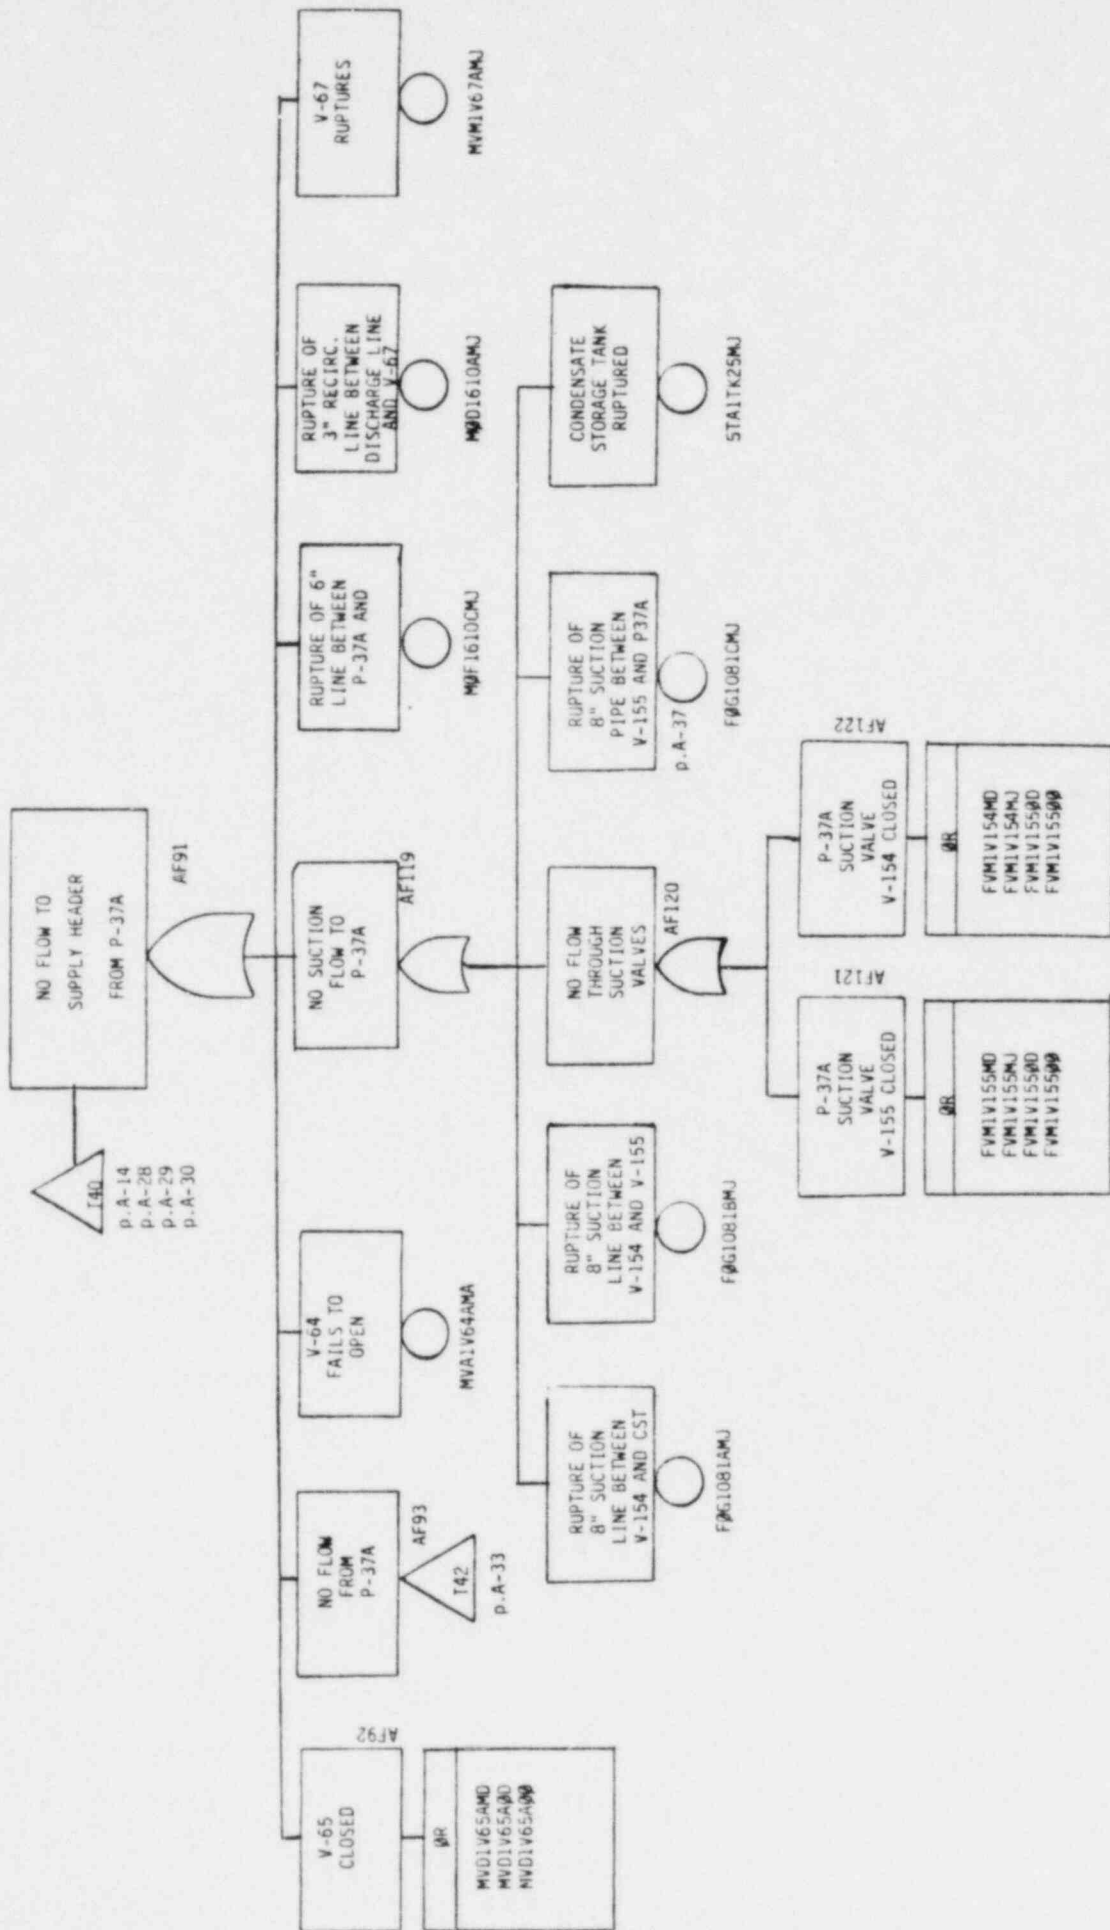 NO FLOW TO
SUPPLY HEADER
FROM P-37A
AF91
I40
p.A-14
p.A-28
p.A-29
p.A-30
V-65
CLOSED
AF92
ØR
MVD1V65AMD
MVD1V65AØD
NVD1V65AØØ
NO FLOW
FROM
P-37A
AF93
T42
p.A-33
V-64
FAILS TO
OPEN
MVA1V64AMA
NO SUCTION
FLOW TO
P-37A
AF119
RUPTURE OF 6"
LINE BETWEEN
P-37A AND
MØF1610CMJ
RUPTURE OF
3" RECIRC.
LINE BETWEEN
DISCHARGE LINE
AND V-67
MØD1610AMJ
V-67
RUPTURES
MVM1V67AMJ
RUPTURE OF
8" SUCTION
LINE BETWEEN
V-154 AND CST
FØG1081AMJ
RUPTURE OF
8" SUCTION
LINE BETWEEN
V-154 AND V-155
FØG1081BMJ
NO FLOW
THROUGH
SUCTION
VALVES
AF120
RUPTURE OF
8" SUCTION
PIPE BETWEEN
V-155 AND P37A
p.A-37
FØG1081CMJ
CONDENSATE
STORAGE TANK
RUPTURED
STA1TK25MJ
P-37A
SUCTION
VALVE
V-155 CLOSED
AF121
ØR
FVM1V155MD
FVM1V155MJ
FVM1V155ØD
FVM1V155ØØ
P-37A
SUCTION
VALVE
V-154 CLOSED
AF122
ØR
FVM1V154MD
FVM1V154MJ
FVM1V155ØD
FVM1V155ØØ